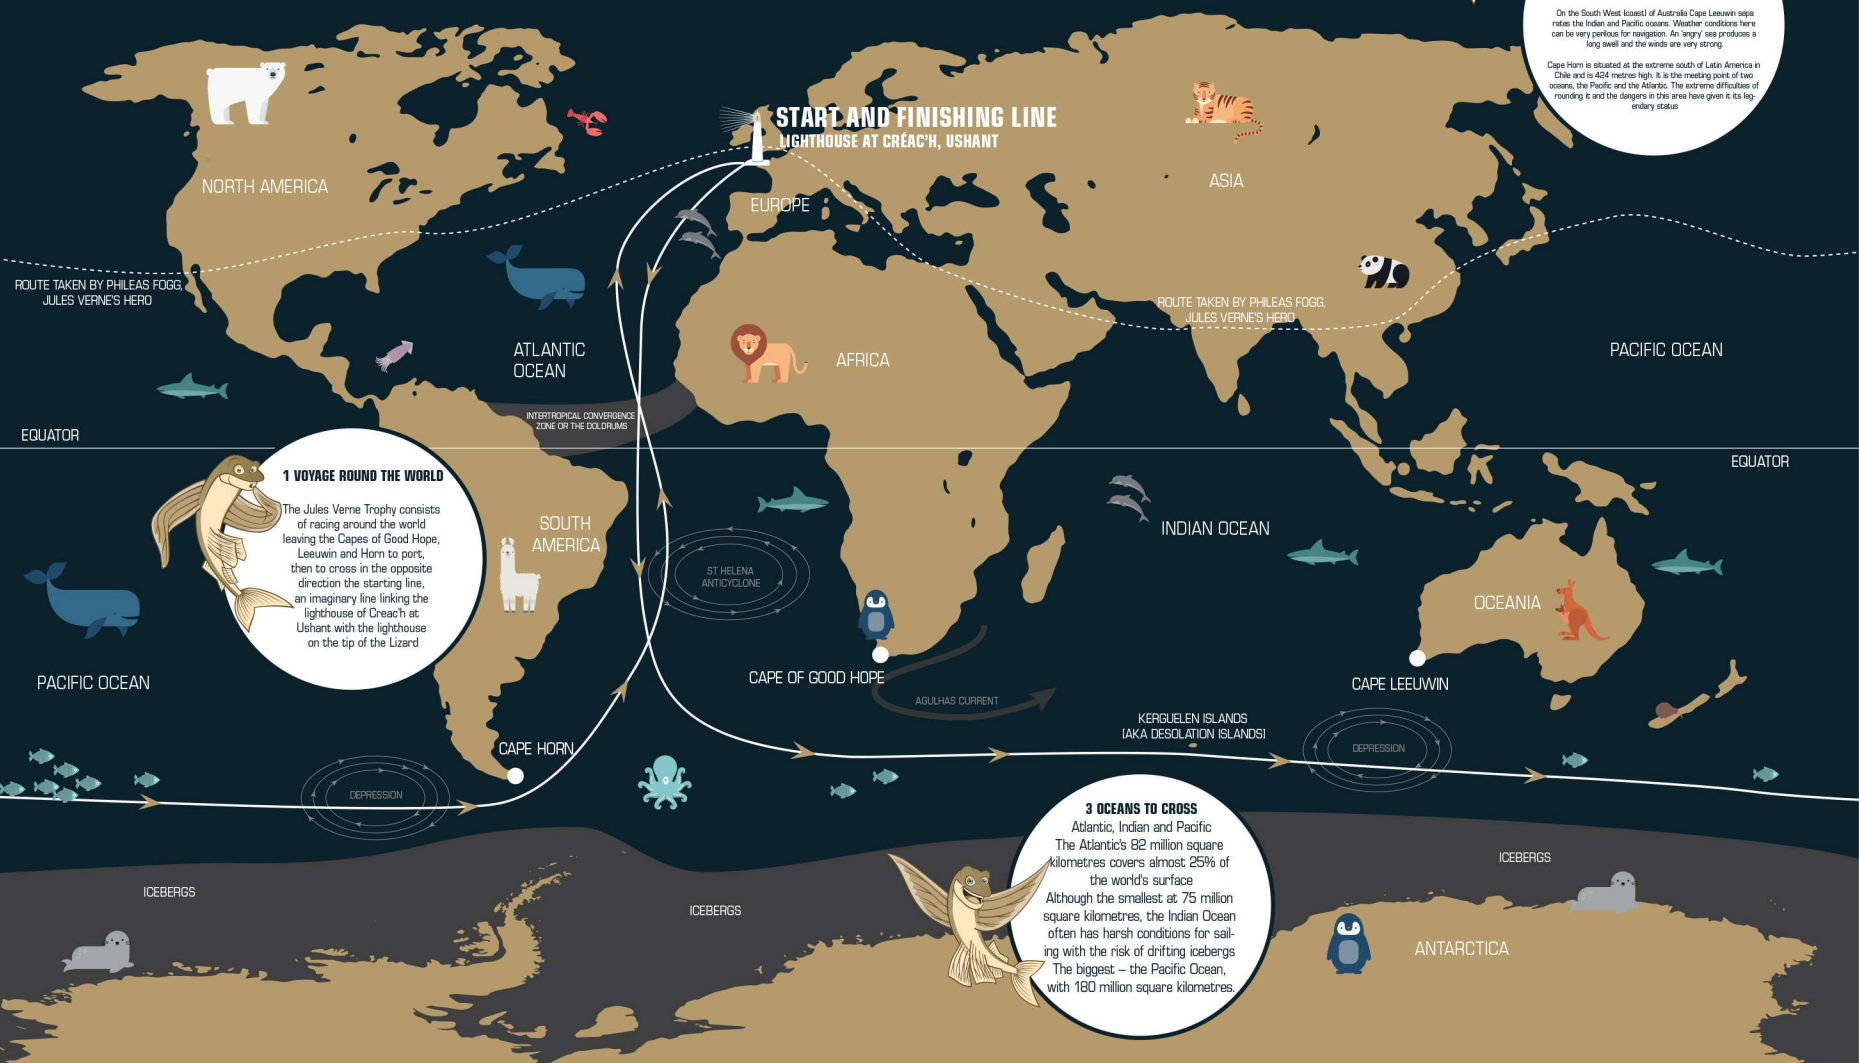 On the South West [coast] of Australia Cape Leeuwin sepa
rates the Indian and Pacific oceans. Weather conditions here
can be very perilous for navigation. An 'angry' sea produces a
long swell and the winds are very strong.
Cape Horn is situated at the extreme south of Latin America in
Chile and is 424 metres high. It is the meeting point of two
oceans, the Pacific and the Atlantic. The extreme difficulties of
rounding it and the dangers in this area have given it its leg-
endary status
START AND FINISHING LINE
LIGHTHOUSE AT CRÉAC'H, USHANT
NORTH AMERICA
ASIA
EUROPE
ROUTE TAKEN BY PHILEAS FOGG,
JULES VERNE'S HERO
ROUTE TAKEN BY PHILEAS FOGG,
JULES VERNE'S HERO
ATLANTIC
OCEAN
AFRICA
PACIFIC OCEAN
INTERTROPICAL CONVERGENCE
ZONE OR THE DOLDRUMS
EQUATOR
EQUATOR
1 VOYAGE ROUND THE WORLD
The Jules Verne Trophy consists
of racing around the world
leaving the Capes of Good Hope,
Leeuwin and Horn to port,
then to cross in the opposite
direction the starting line,
an imaginary line linking the
lighthouse of Creac'h at
Ushant with the lighthouse
on the tip of the Lizard
SOUTH
AMERICA
INDIAN OCEAN
ST HELENA
ANTICYCLONE
OCEANIA
PACIFIC OCEAN
CAPE OF GOOD HOPE
CAPE LEEUWIN
AGULHAS CURRENT
KERGUELEN ISLANDS
[AKA DESOLATION ISLANDS]
CAPE HORN
DEPRESSION
DEPRESSION
3 OCEANS TO CROSS
Atlantic, Indian and Pacific
The Atlantic's 82 million square
kilometres covers almost 25% of
the world's surface
Although the smallest at 75 million
square kilometres, the Indian Ocean
often has harsh conditions for sail-
ing with the risk of drifting icebergs
The biggest – the Pacific Ocean,
with 180 million square kilometres.
ICEBERGS
ICEBERGS
ICEBERGS
ANTARCTICA